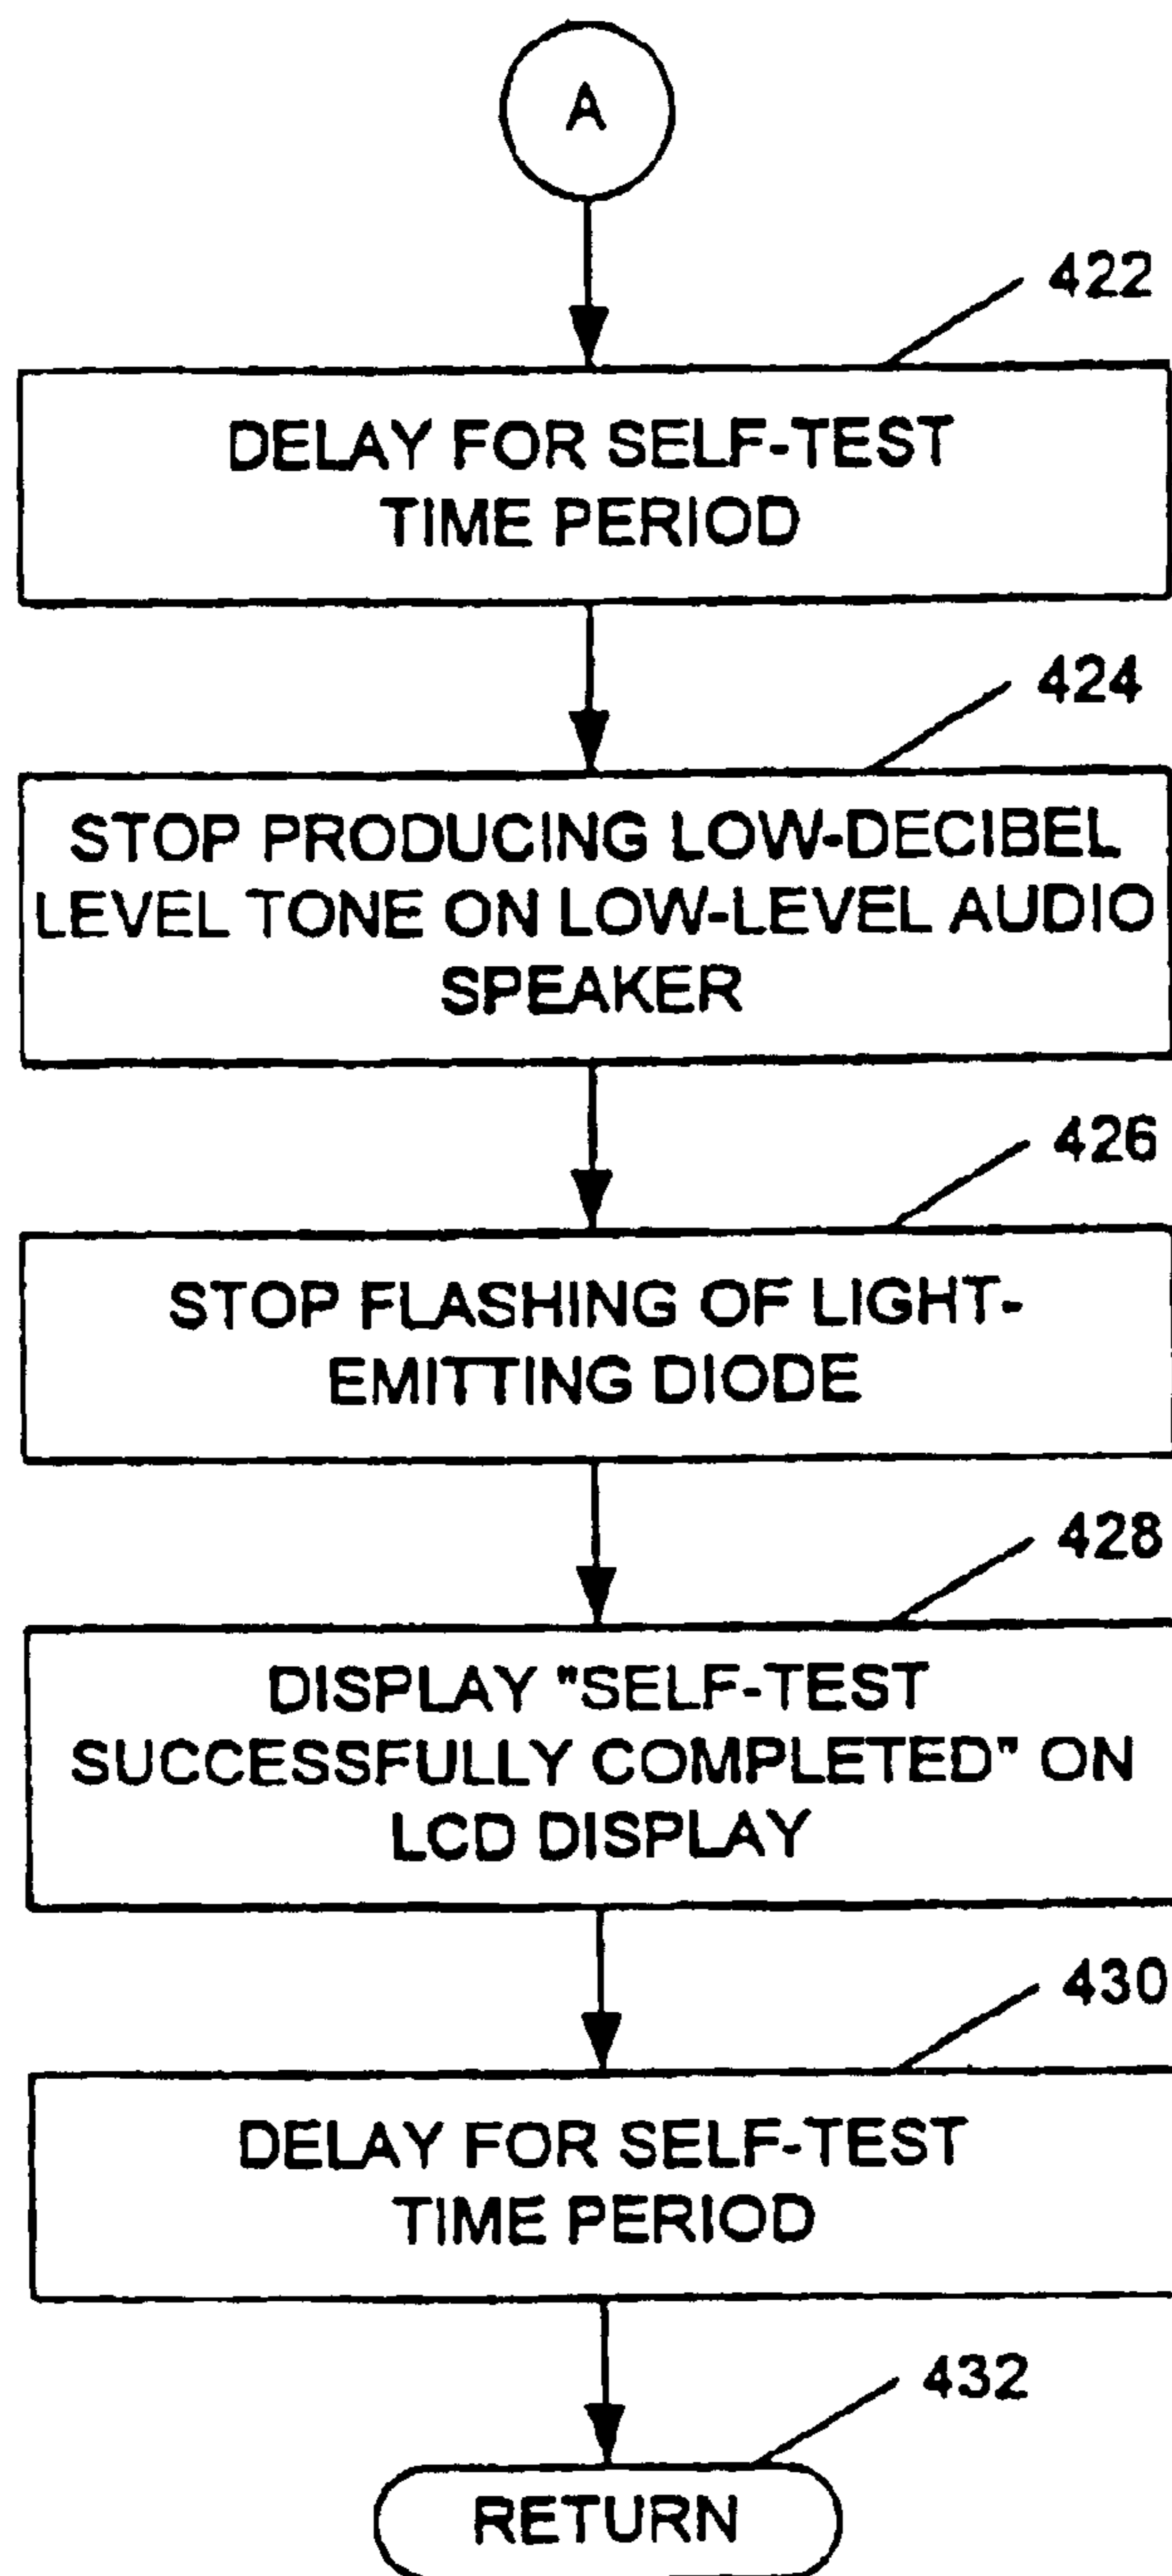 A
422
DELAY FOR SELF-TEST
TIME PERIOD
424
STOP PRODUCING LOW-DECIBEL
LEVEL TONE ON LOW-LEVEL AUDIO
SPEAKER
426
STOP FLASHING OF LIGHT-
EMITTING DIODE
428
DISPLAY "SELF-TEST
SUCCESSFULLY COMPLETED" ON
LCD DISPLAY
430
DELAY FOR SELF-TEST
TIME PERIOD
432
RETURN